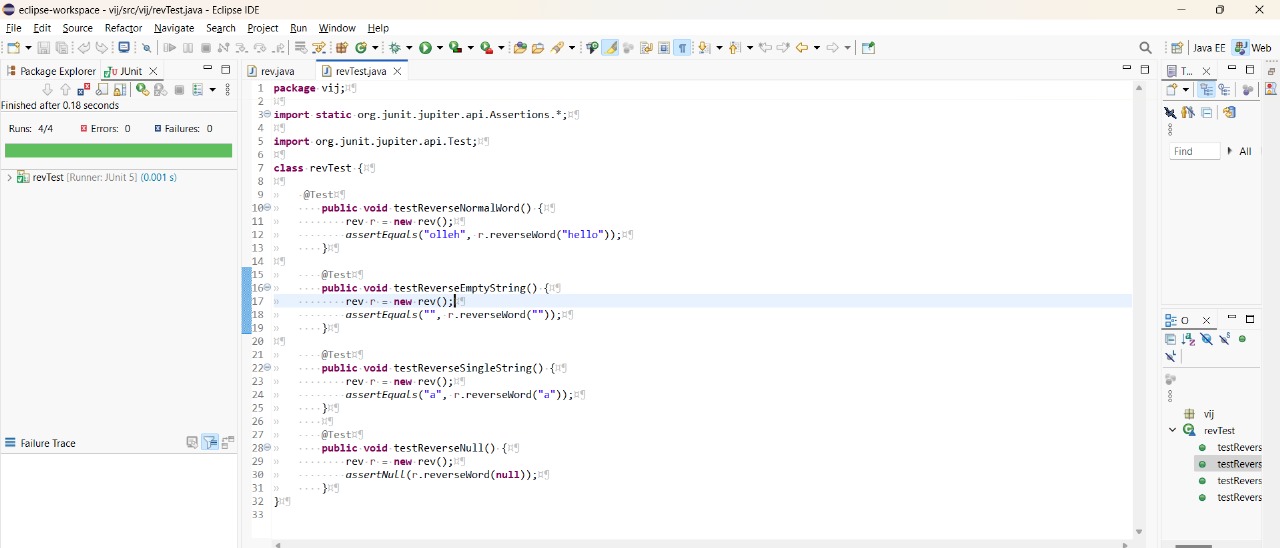 eclipse-workspace - vij/src/vij/revTest.java - Eclipse IDE
File Edit Source Refactor Navigate Search Project Run Window Help
Java EE Web
Package Explorer JUnit
rev.java revTest.java
T...
Finished after 0.18 seconds
Runs: 4/4 Errors: 0 Failures: 0
revTest [Runner: JUnit 5] (0.001 s)
Failure Trace
1 package vij;
2
3 import static org.junit.jupiter.api.Assertions.*;
4
5 import org.junit.jupiter.api.Test;
6
7 class revTest {
8
9 @Test
10 public void testReverseNormalWord() {
11 rev r = new rev();
12 assertEquals("olleh", r.reverseWord("hello"));
13 }
14
15 @Test
16 public void testReverseEmptyString() {
17 rev r = new rev();
18 assertEquals("", r.reverseWord(""));
19 }
20
21 @Test
22 public void testReverseSingleString() {
23 rev r = new rev();
24 assertEquals("a", r.reverseWord("a"));
25 }
26
27 @Test
28 public void testReverseNull() {
29 rev r = new rev();
30 assertNull(r.reverseWord(null));
31 }
32 }
33
Find All
O
vij
revTest
testRevers
testRevers
testRevers
testRevers